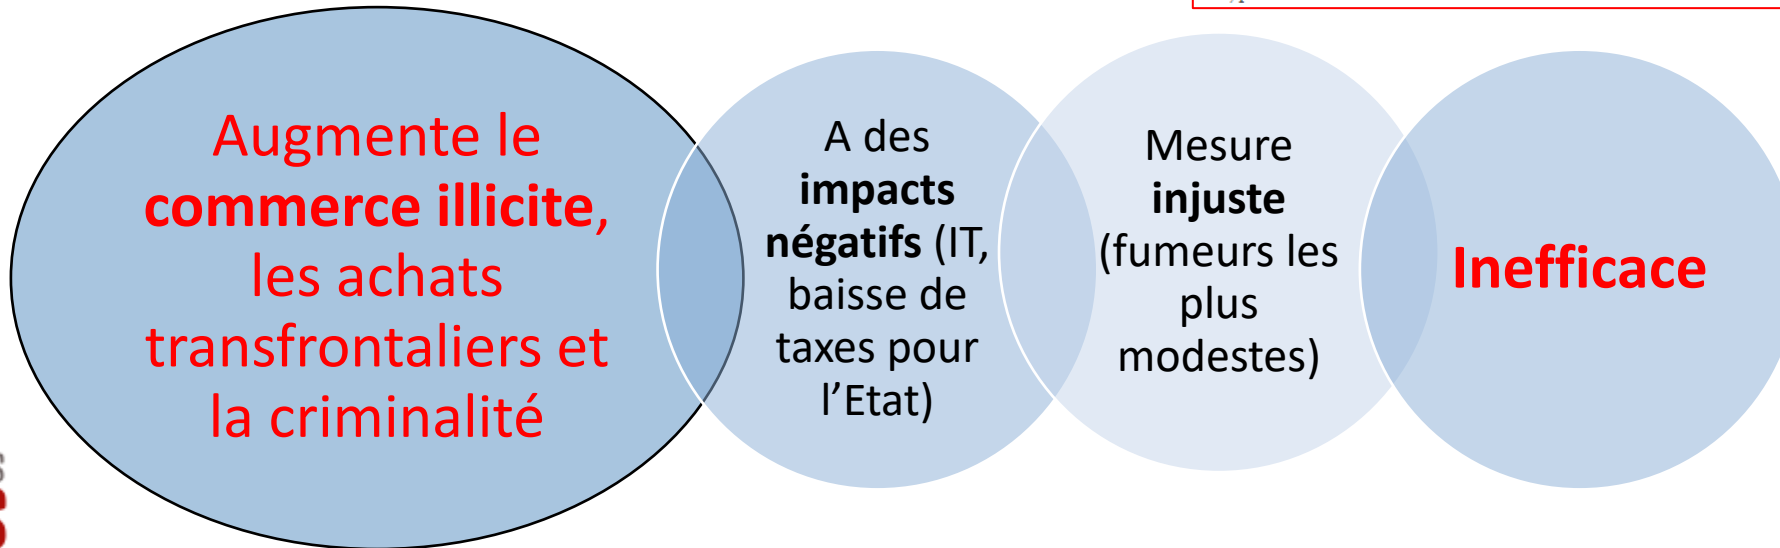 Augmente le
commerce illicite,
les achats
transfrontaliers et
la criminalité
A des
impacts
négatifs (IT,
baisse de
taxes pour
l'Etat)
Mesure
injuste
(fumeurs les
plus
modestes)
Inefficace